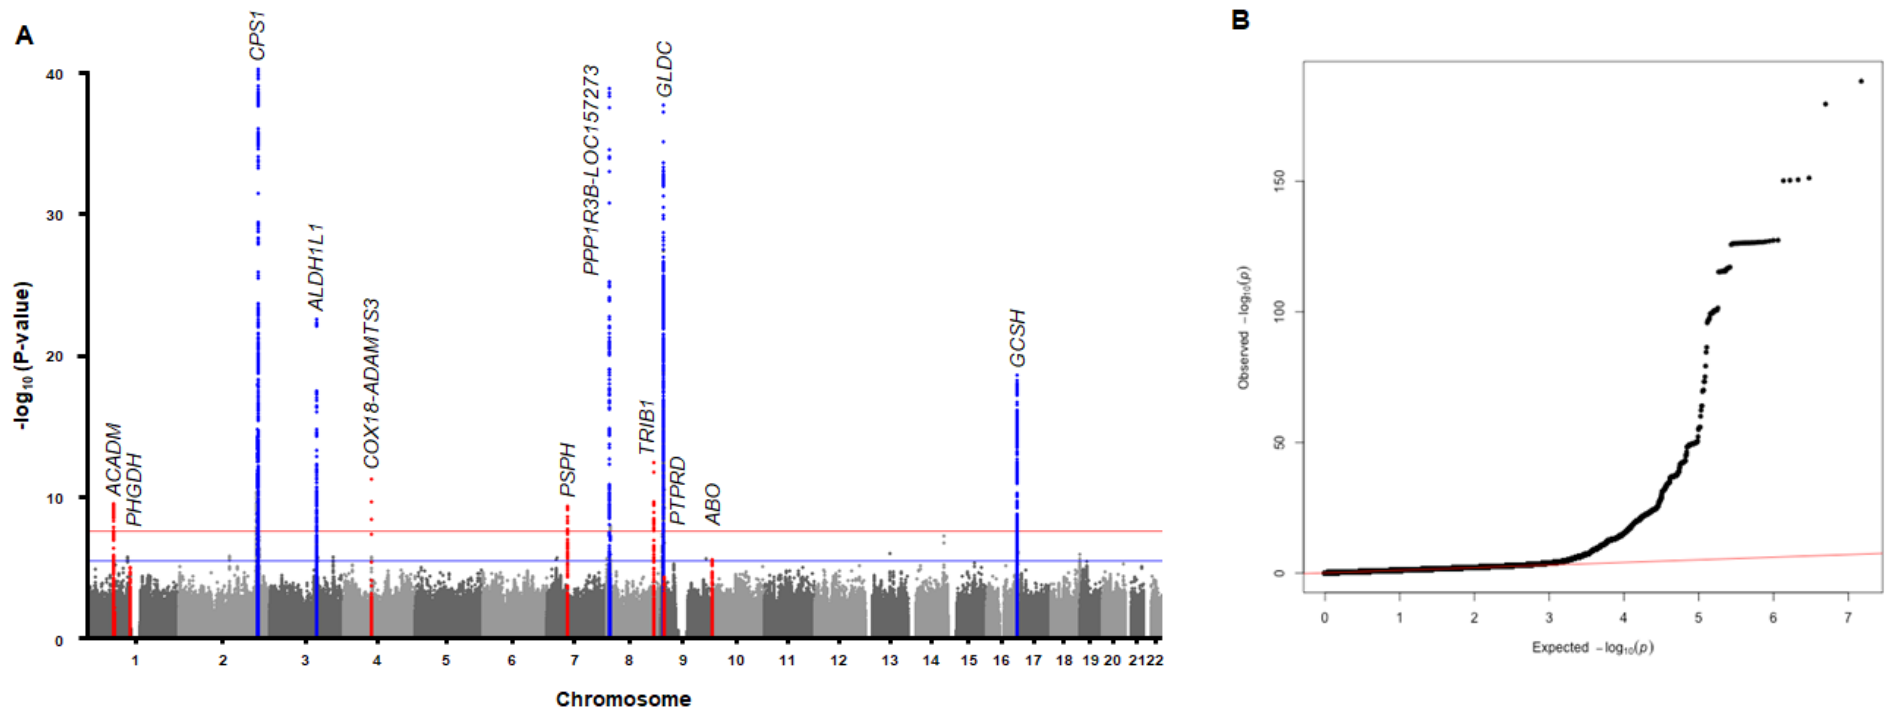 A
CPS1
ALDH1L1
COX18-ADAMTS3
ACADM
PHGDH
PSPH
PPP1R3B-LOC157273
TRIB1
GLDC
PTPRD
ABO
GCSH
40
30
20
10
0
-log10 (P-value)
1 2 3 4 5 6 7 8 9 10 11 12 13 14 15 16 17 18 19 20 21 22
Chromosome
B
150
100
50
0
Observed −log10(p)
0 1 2 3 4 5 6 7
Expected −log10(p)